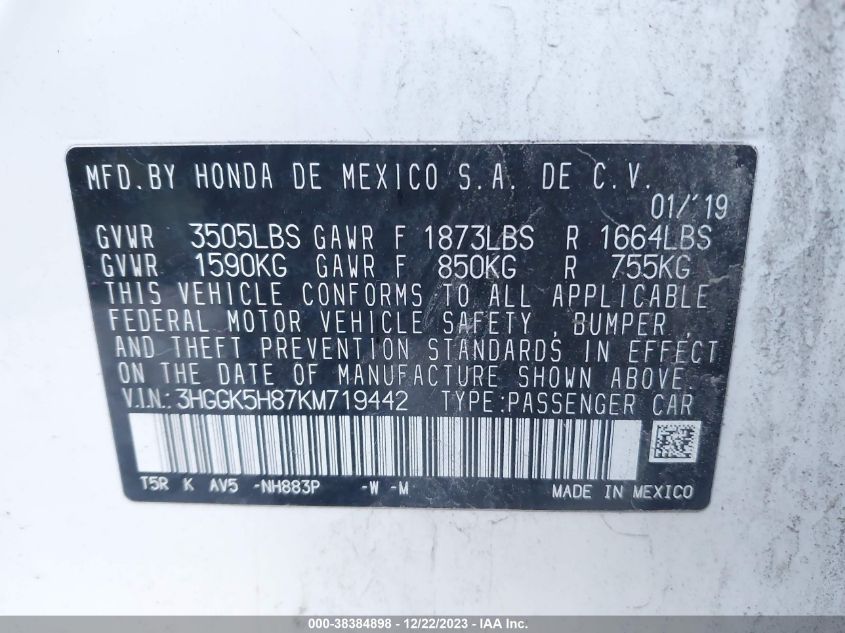 MFD.BY HONDA DE MEXICO S.A. DE C.V.
01/'19
GVWR 3505LBS GAWR F 1873LBS R 1664LBS
GVWR 1590KG GAWR F 850KG R 755KG
THIS VEHICLE CONFORMS TO ALL APPLICABLE
FEDERAL MOTOR VEHICLE SAFETY , BUMPER ,
AND THEFT PREVENTION STANDARDS IN EFFECT
ON THE DATE OF MANUFACTURE SHOWN ABOVE.
V.I.N.: 3HGGK5H87KM719442 TYPE:PASSENGER CAR
T5R K AV5 -NH883P -W -M MADE IN MEXICO
000-38384898 - 12/22/2023 - IAA Inc.